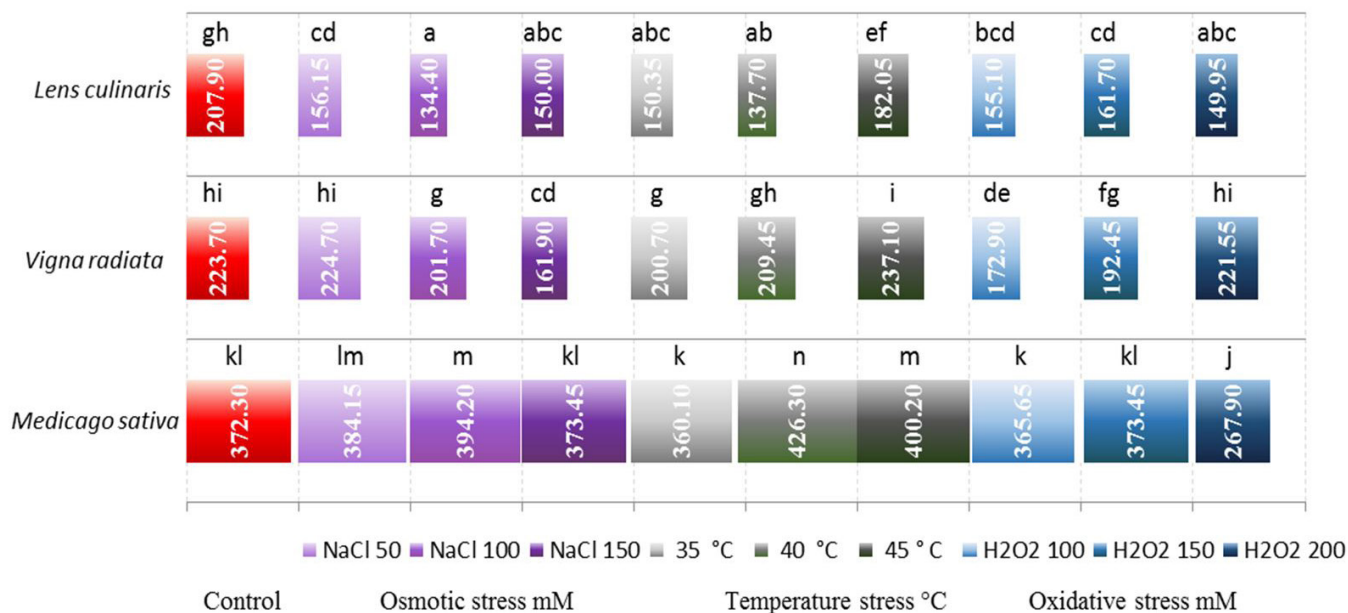 gh cd a abc abc ab ef bcd cd abc
Lens culinaris
207.90 156.15 134.40 150.00 150.35 137.70 182.05 155.10 161.70 149.95
hi hi g cd g gh i de fg hi
Vigna radiata
223.70 224.70 201.70 161.90 200.70 209.45 237.10 172.90 192.45 221.55
kl lm m kl k n m k kl j
Medicago sativa
372.30 384.15 394.20 373.45 360.10 426.30 400.20 365.65 373.45 267.90
NaCl 50 NaCl 100 NaCl 150 35 °C 40 °C 45 °C H2O2 100 H2O2 150 H2O2 200
Control Osmotic stress mM Temperature stress °C Oxidative stress mM